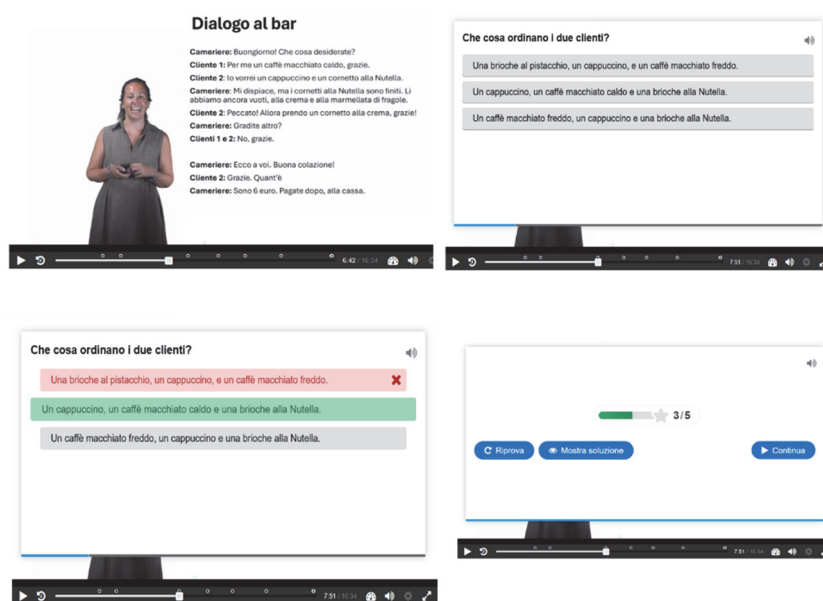 Dialogo al bar
Cameriere: Buongiorno! Che cosa desiderate?
Cliente 1: Per me un caffè macchiato caldo, grazie.
Cliente 2: Io vorrei un cappuccino e un cornetto alla Nutella.
Cameriere: Mi dispiace, ma i cornetti alla Nutella sono finiti. Li
abbiamo ancora vuoti, alla crema e alla marmellata di fragole.
Cliente 2: Peccato! Allora prendo un cornetto alla crema, grazie!
Cameriere: Gradite altro?
Clienti 1 e 2: No, grazie.
Cameriere: Ecco a voi. Buona colazione!
Cliente 2: Grazie. Quant'è
Cameriere: Sono 6 euro. Pagate dopo, alla cassa.
6:42 / 16:34
Che cosa ordinano i due clienti?
Una brioche al pistacchio, un cappuccino, e un caffè macchiato freddo.
Un cappuccino, un caffè macchiato caldo e una brioche alla Nutella.
Un caffè macchiato freddo, un cappuccino e una brioche alla Nutella.
7:51 / 16:34
Che cosa ordinano i due clienti?
Una brioche al pistacchio, un cappuccino, e un caffè macchiato freddo.
Un cappuccino, un caffè macchiato caldo e una brioche alla Nutella.
Un caffè macchiato freddo, un cappuccino e una brioche alla Nutella.
7:51 / 16:34
3/5
Riprova
Mostra soluzione
Continua
7:51 / 16:34